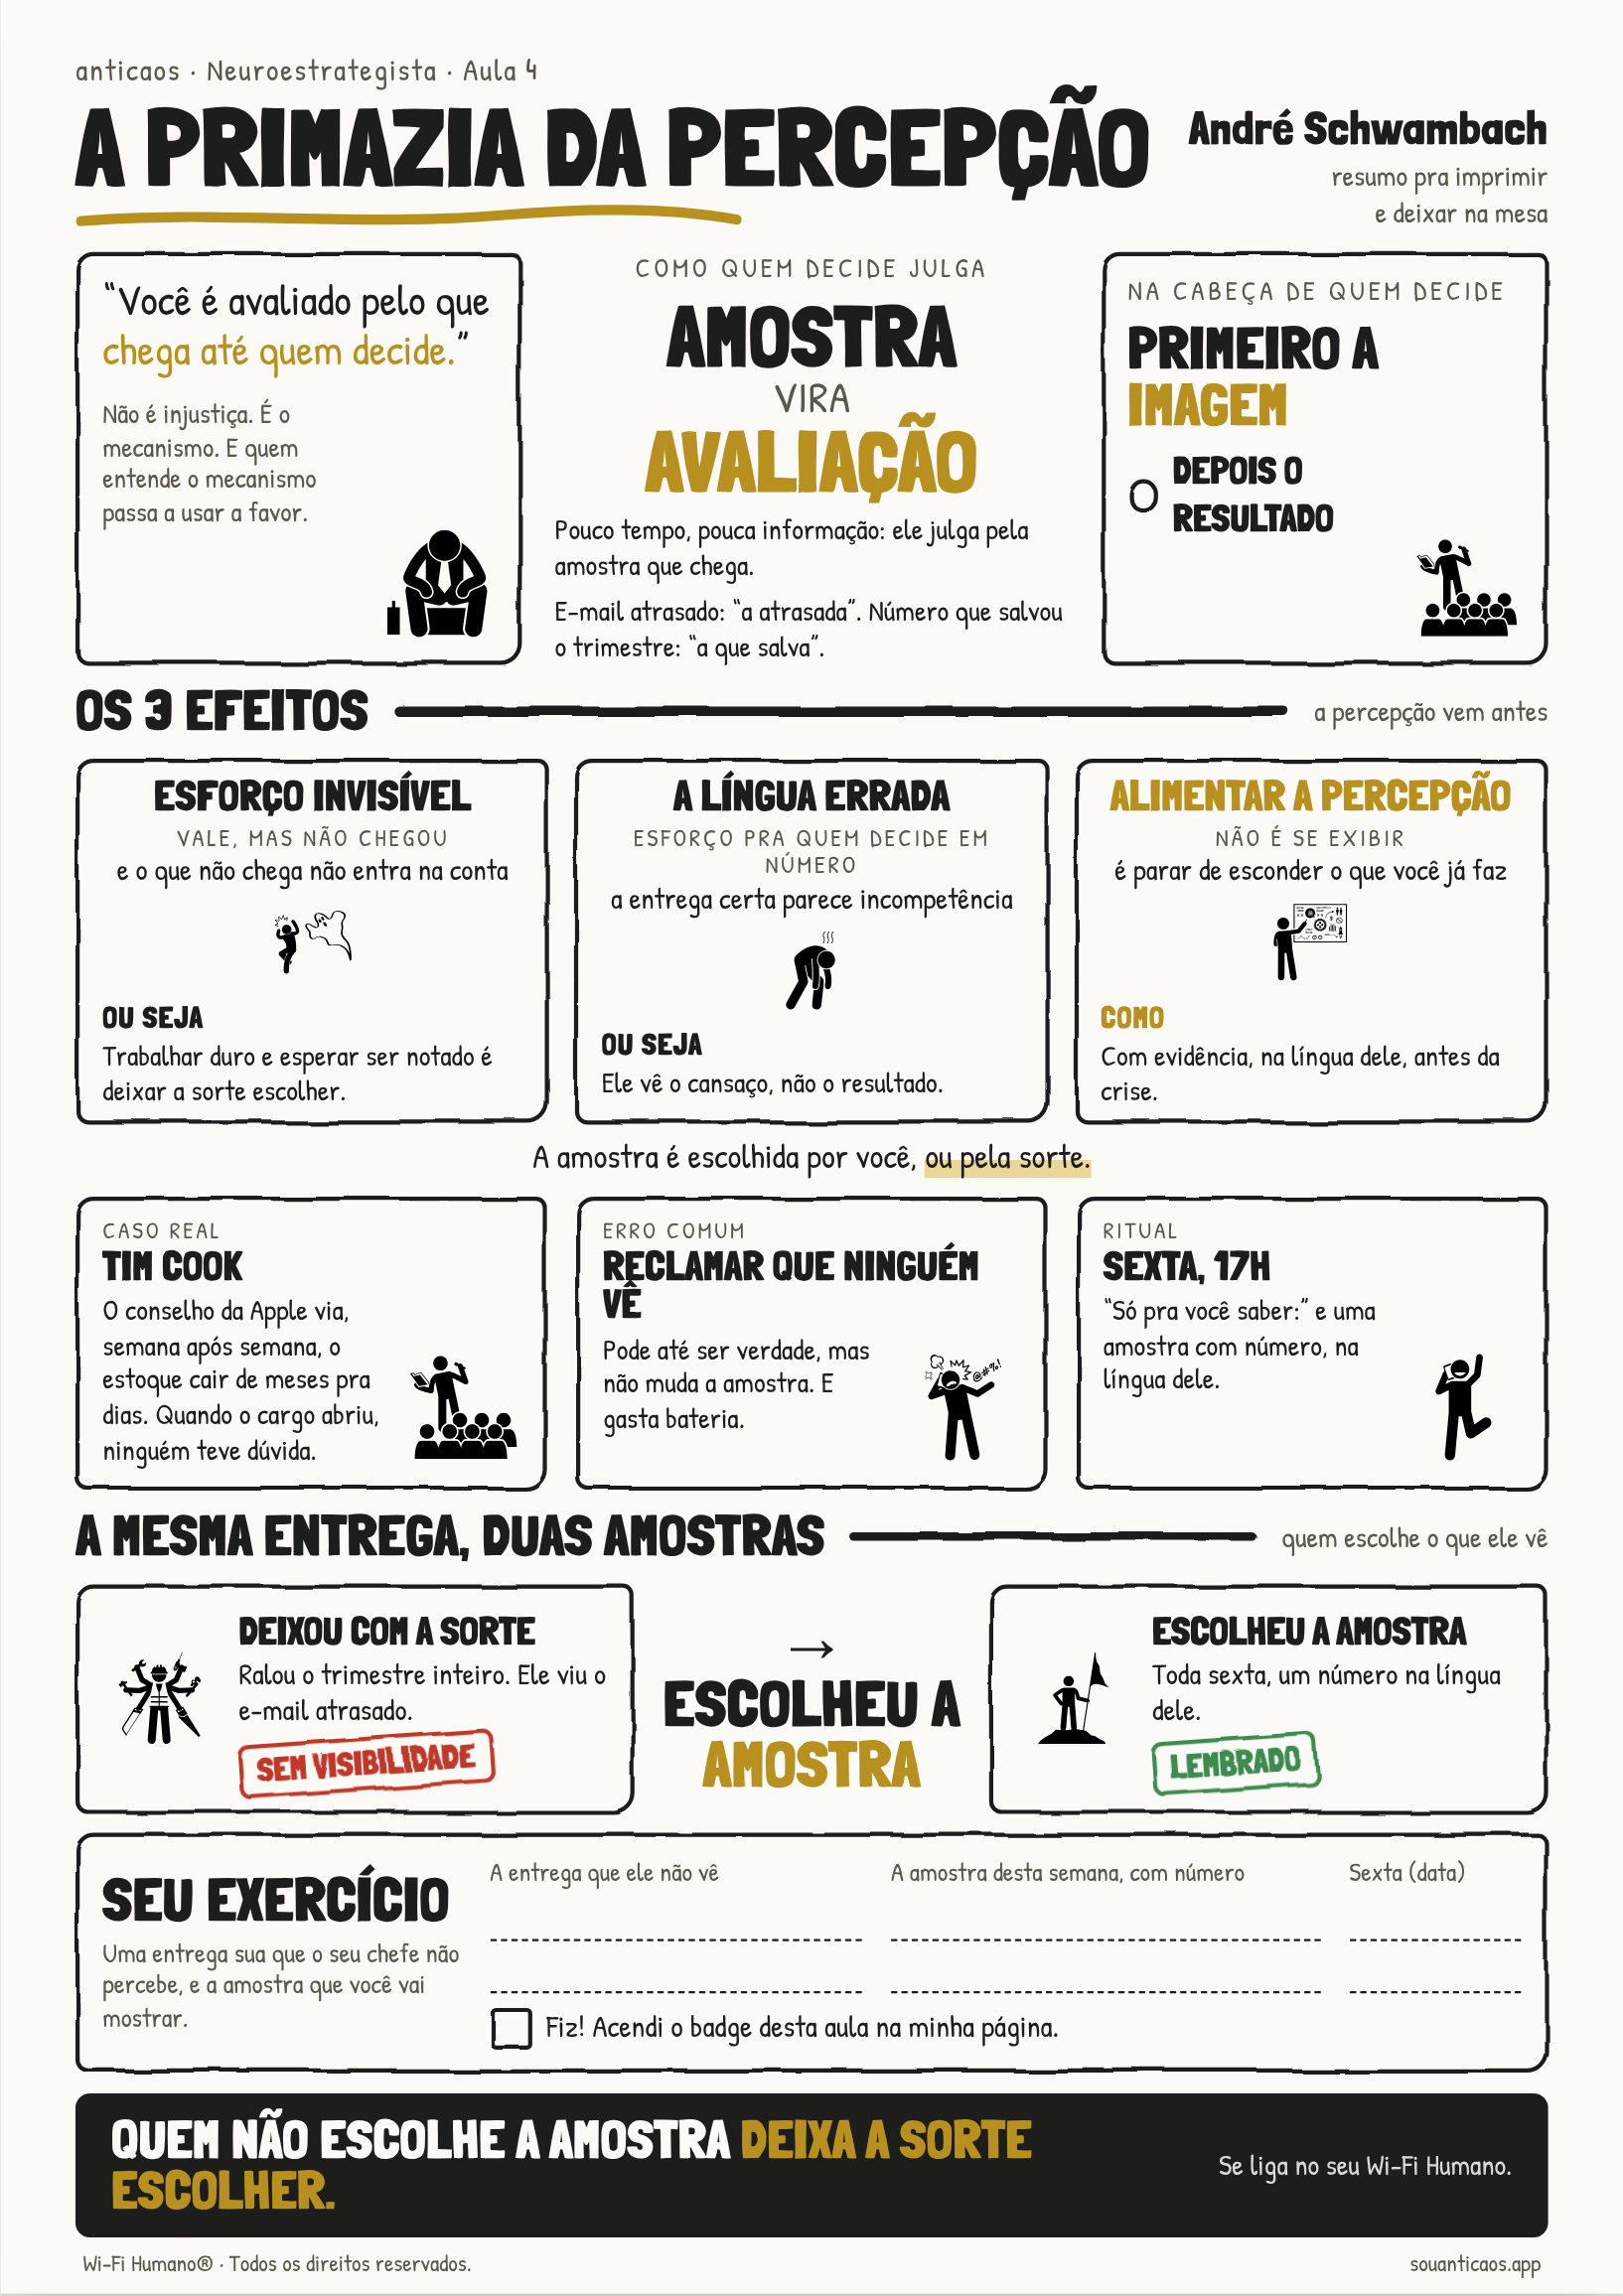 anticaos · Neuroestrategista · Aula 4
A PRIMAZIA DA PERCEPÇÃO
André Schwambach
resumo pra imprimir
e deixar na mesa
“Você é avaliado pelo que
chega até quem decide.”
Não é injustiça. É o
mecanismo. E quem
entende o mecanismo
passa a usar a favor.
COMO QUEM DECIDE JULGA
AMOSTRA
VIRA
AVALIAÇÃO
Pouco tempo, pouca informação: ele julga pela
amostra que chega.
E-mail atrasado: “a atrasada”. Número que salvou
o trimestre: “a que salva”.
NA CABEÇA DE QUEM DECIDE
PRIMEIRO A
IMAGEM
O DEPOIS O
RESULTADO
OS 3 EFEITOS
a percepção vem antes
ESFORÇO INVISÍVEL
VALE, MAS NÃO CHEGOU
e o que não chega não entra na conta
OU SEJA
Trabalhar duro e esperar ser notado é
deixar a sorte escolher.
A LÍNGUA ERRADA
ESFORÇO PRA QUEM DECIDE EM
NÚMERO
a entrega certa parece incompetência
OU SEJA
Ele vê o cansaço, não o resultado.
ALIMENTAR A PERCEPÇÃO
NÃO É SE EXIBIR
é parar de esconder o que você já faz
COMO
Com evidência, na língua dele, antes da
crise.
A amostra é escolhida por você, ou pela sorte.
CASO REAL
TIM COOK
O conselho da Apple via,
semana após semana, o
estoque cair de meses pra
dias. Quando o cargo abriu,
ninguém teve dúvida.
ERRO COMUM
RECLAMAR QUE NINGUÉM
VÊ
Pode até ser verdade, mas
não muda a amostra. E
gasta bateria.
@#%!
RITUAL
SEXTA, 17H
“Só pra você saber:” e uma
amostra com número, na
língua dele.
A MESMA ENTREGA, DUAS AMOSTRAS
quem escolhe o que ele vê
DEIXOU COM A SORTE
Ralou o trimestre inteiro. Ele viu o
e-mail atrasado.
SEM VISIBILIDADE
→
ESCOLHEU A
AMOSTRA
ESCOLHEU A AMOSTRA
Toda sexta, um número na língua
dele.
LEMBRADO
SEU EXERCÍCIO
Uma entrega sua que o seu chefe não
percebe, e a amostra que você vai
mostrar.
A entrega que ele não vê
A amostra desta semana, com número
Sexta (data)
Fiz! Acendi o badge desta aula na minha página.
QUEM NÃO ESCOLHE A AMOSTRA DEIXA A SORTE
ESCOLHER.
Se liga no seu Wi-Fi Humano.
Wi-Fi Humano® · Todos os direitos reservados.
souanticaos.app